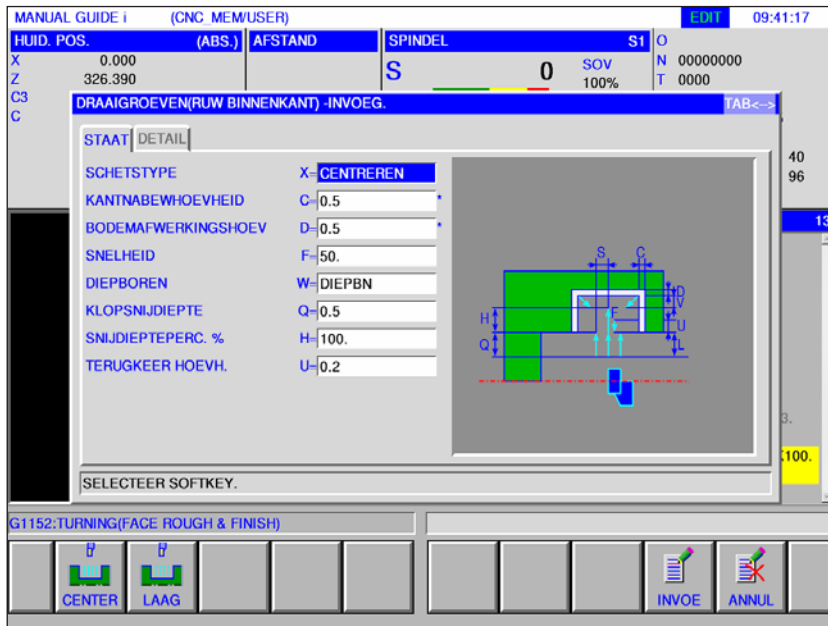 MANUAL GUIDE i (CNC_MEM/USER) EDIT 09:41:17
HUID. POS. (ABS.) AFSTAND SPINDEL S1 O
X 0.000 N 00000000
Z 326.390 S 0 SOV 100% T 0000
C3
C
DRAAIGROEVEN(RUW BINNENKANT) -INVOEG. TAB<-->
STAAT DETAIL
SCHETSTYPE X=CENTREREN
KANTNABEWHOEVHEID C=0.5 *
BODEMAFWERKINGSHOEV D=0.5 *
SNELHEID F=50.
DIEPBOREN W=DIEPBN
KLOPSNIJDIEPTE Q=0.5
SNIJDIEPTEPERC. % H=100.
TERUGKEER HOEVH. U=0.2
S C
D
V
H F U
Q L
40
96
13
3.
100.
SELECTEER SOFTKEY.
G1152:TURNING(FACE ROUGH & FINISH)
CENTER LAAG INVOE ANNUL